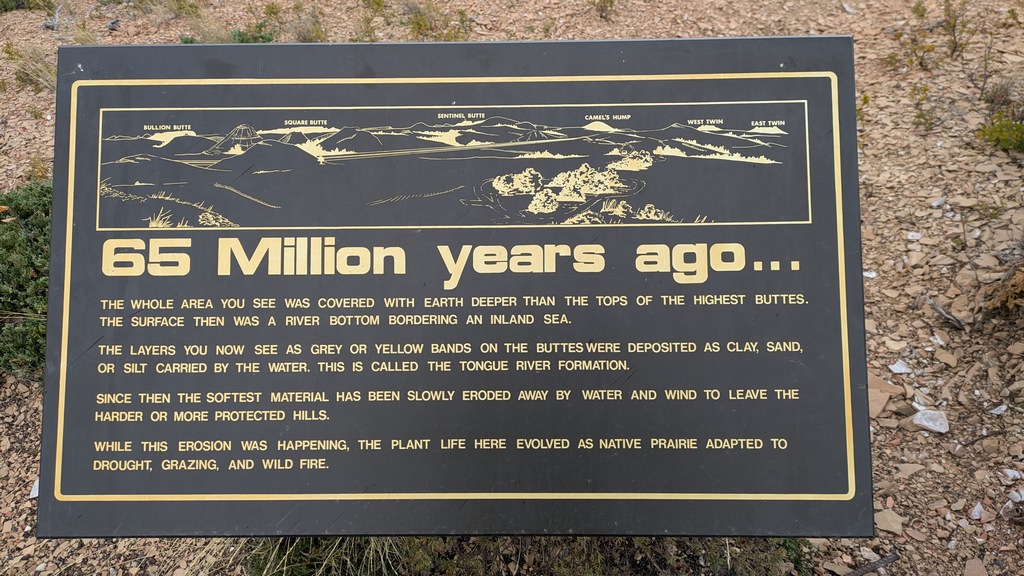 BULLION BUTTE SQUARE BUTTE SENTINEL BUTTE CAMEL'S HUMP WEST TWIN EAST TWIN
65 Million years ago...
THE WHOLE AREA YOU SEE WAS COVERED WITH EARTH DEEPER THAN THE TOPS OF THE HIGHEST BUTTES.
THE SURFACE THEN WAS A RIVER BOTTOM BORDERING AN INLAND SEA.
THE LAYERS YOU NOW SEE AS GREY OR YELLOW BANDS ON THE BUTTES WERE DEPOSITED AS CLAY, SAND,
OR SILT CARRIED BY THE WATER. THIS IS CALLED THE TONGUE RIVER FORMATION.
SINCE THEN THE SOFTEST MATERIAL HAS BEEN SLOWLY ERODED AWAY BY WATER AND WIND TO LEAVE THE
HARDER OR MORE PROTECTED HILLS.
WHILE THIS EROSION WAS HAPPENING, THE PLANT LIFE HERE EVOLVED AS NATIVE PRAIRIE ADAPTED TO
DROUGHT, GRAZING, AND WILD FIRE.